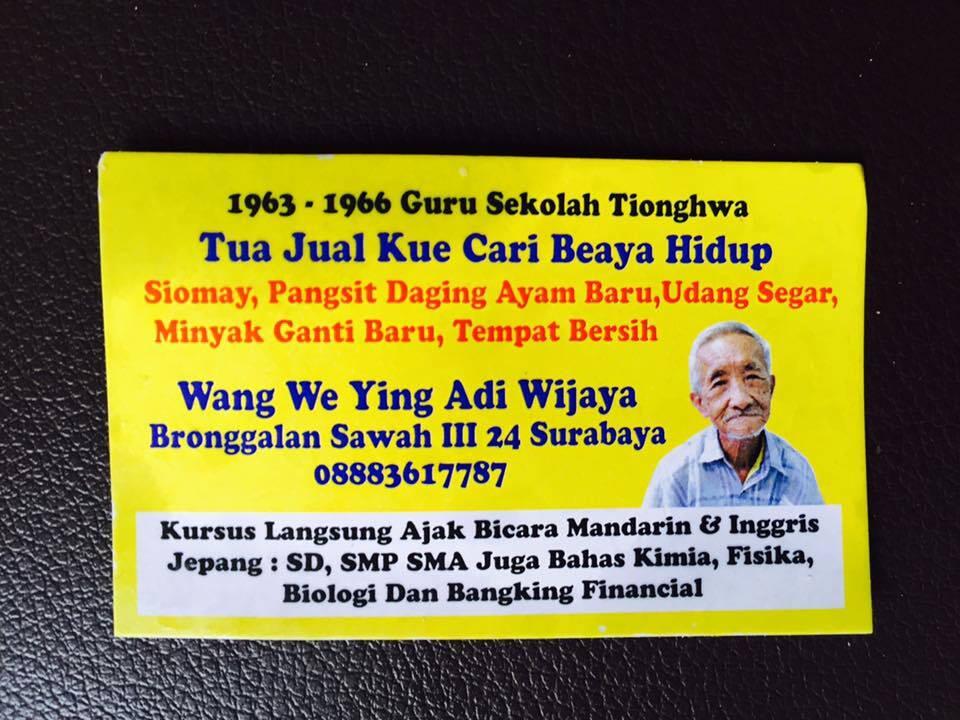 1963 - 1966 Guru Sekolah Tionghwa
Tua Jual Kue Cari Beaya Hidup
Siomay, Pangsit Daging Ayam Baru,Udang Segar,
Minyak Ganti Baru, Tempat Bersih
Wang We Ying Adi Wijaya
Bronggalan Sawah III 24 Surabaya
08883617787
Kursus Langsung Ajak Bicara Mandarin & Inggris
Jepang : SD, SMP SMA Juga Bahas Kimia, Fisika,
Biologi Dan Bangking Financial